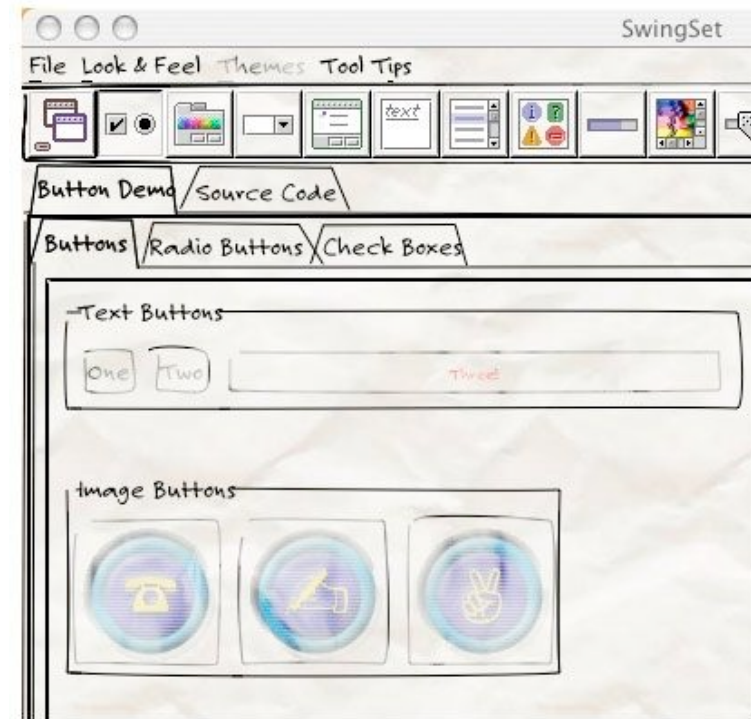 SwingSet
File Look & Feel Themes Tool Tips
text
Button Demo Source Code
Buttons Radio Buttons Check Boxes
Text Buttons
One Two Three!
Image Buttons